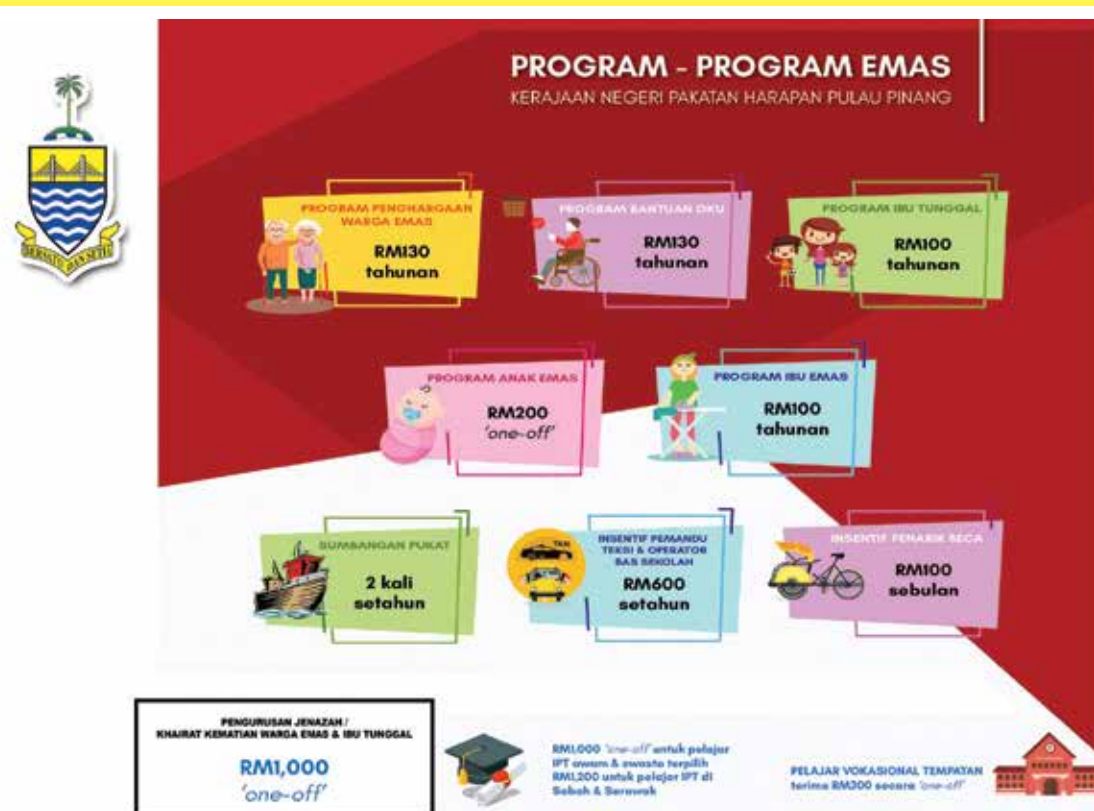 PROGRAM - PROGRAM EMAS
KERAJAAN NEGERI PAKATAN HARAPAN PULAU PINANG
BERSATU DAN SETIA
PROGRAM PENGHARGAAN
WARGA EMAS
RM130
tahunan
PROGRAM BANTUAN OKU
RM130
tahunan
PROGRAM IBU TUNGGAL
RM100
tahunan
PROGRAM ANAK EMAS
RM200
'one-off'
PROGRAM IBU EMAS
RM100
tahunan
SUMBANGAN PUKAT
2 kali
setahun
TAXI
INSENTIF PEMANDU
TEKSI & OPERATOR
BAS SEKOLAH
RM600
setahun
INSENTIF PENARIK BECA
RM100
sebulan
PENGURUSAN JENAZAH /
KHAIRAT KEMATIAN WARGA EMAS & IBU TUNGGAL
RM1,000
'one-off'
RM1,000 'one-off' untuk pelajar
IPT awam & swasta terpilih
RM1,200 untuk pelajar IPT di
Sabah & Sarawak
PELAJAR VOKASIONAL TEMPATAN
terima RM300 secara 'one-off'